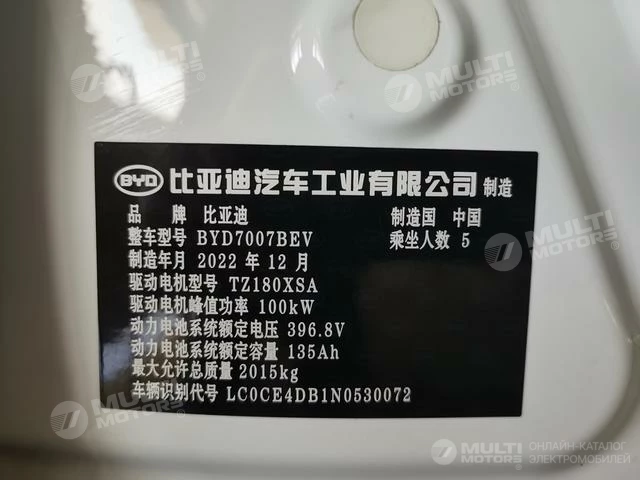 BYD 比亚迪汽车工业有限公司 制造
品 牌 比亚迪 制造国 中国
整车型号 BYD7007BEV 乘坐人数 5
制造年月 2022 年 12 月
驱动电机型号 TZ180XSA
驱动电机峰值功率 100kW
动力电池系统额定电压 396.8V
动力电池系统额定容量 135Ah
最大允许总质量 2015kg
车辆识别代号 LC0CE4DB1N0530072
MULTI MOTORS
MULTI MOTORS
MULTI MOTORS
MULTI MOTORS ОНЛАЙН-КАТАЛОГ ЭЛЕКТРОМОБИЛЕЙ